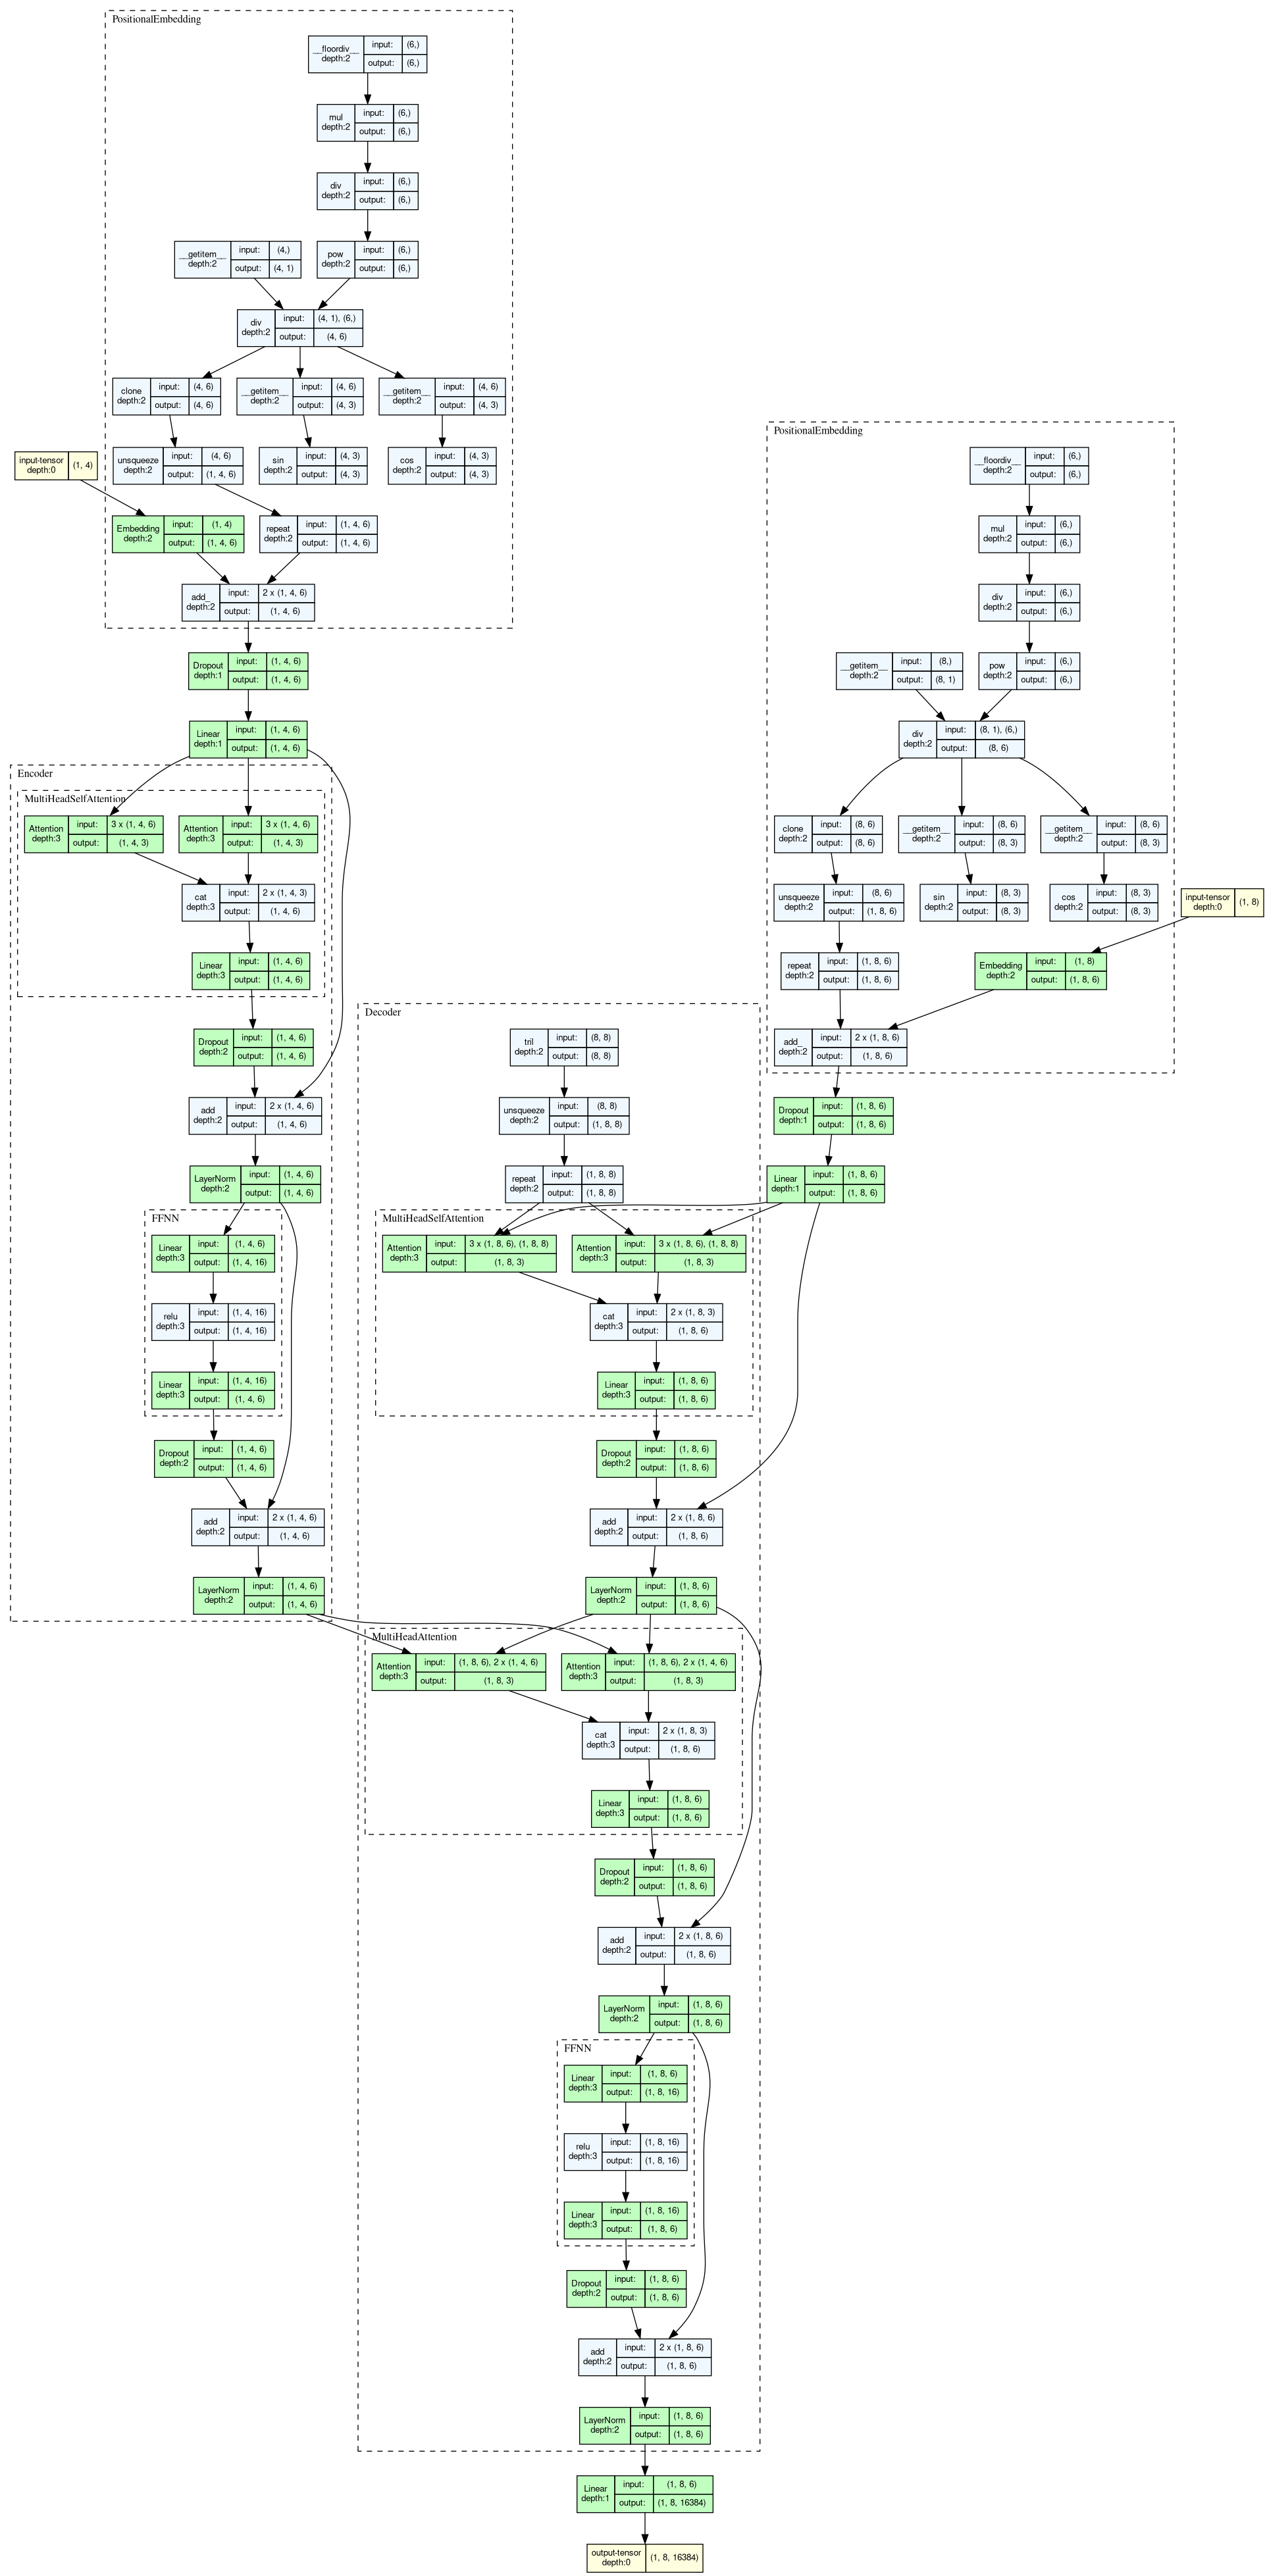 PositionalEmbedding
__floordiv__
depth:2
input: (6,)
output: (6,)
mul
depth:2
input: (6,)
output: (6,)
div
depth:2
input: (6,)
output: (6,)
__getitem__
depth:2
input: (4,)
output: (4, 1)
pow
depth:2
input: (6,)
output: (6,)
div
depth:2
input: (4, 1), (6,)
output: (4, 6)
clone
depth:2
input: (4, 6)
output: (4, 6)
__getitem__
depth:2
input: (4, 6)
output: (4, 3)
__getitem__
depth:2
input: (4, 6)
output: (4, 3)
input-tensor
depth:0
(1, 4)
unsqueeze
depth:2
input: (4, 6)
output: (1, 4, 6)
sin
depth:2
input: (4, 3)
output: (4, 3)
cos
depth:2
input: (4, 3)
output: (4, 3)
Embedding
depth:2
input: (1, 4)
output: (1, 4, 6)
repeat
depth:2
input: (1, 4, 6)
output: (1, 4, 6)
add_
depth:2
input: 2 x (1, 4, 6)
output: (1, 4, 6)
Dropout
depth:1
input: (1, 4, 6)
output: (1, 4, 6)
Linear
depth:1
input: (1, 4, 6)
output: (1, 4, 6)
Encoder
MultiHeadSelfAttention
Attention
depth:3
input: 3 x (1, 4, 6)
output: (1, 4, 3)
Attention
depth:3
input: 3 x (1, 4, 6)
output: (1, 4, 3)
cat
depth:3
input: 2 x (1, 4, 3)
output: (1, 4, 6)
Linear
depth:3
input: (1, 4, 6)
output: (1, 4, 6)
Dropout
depth:2
input: (1, 4, 6)
output: (1, 4, 6)
add
depth:2
input: 2 x (1, 4, 6)
output: (1, 4, 6)
LayerNorm
depth:2
input: (1, 4, 6)
output: (1, 4, 6)
FFNN
Linear
depth:3
input: (1, 4, 6)
output: (1, 4, 16)
relu
depth:3
input: (1, 4, 16)
output: (1, 4, 16)
Linear
depth:3
input: (1, 4, 16)
output: (1, 4, 6)
Dropout
depth:2
input: (1, 4, 6)
output: (1, 4, 6)
add
depth:2
input: 2 x (1, 4, 6)
output: (1, 4, 6)
LayerNorm
depth:2
input: (1, 4, 6)
output: (1, 4, 6)
PositionalEmbedding
__floordiv__
depth:2
input: (6,)
output: (6,)
mul
depth:2
input: (6,)
output: (6,)
div
depth:2
input: (6,)
output: (6,)
__getitem__
depth:2
input: (8,)
output: (8, 1)
pow
depth:2
input: (6,)
output: (6,)
div
depth:2
input: (8, 1), (6,)
output: (8, 6)
clone
depth:2
input: (8, 6)
output: (8, 6)
__getitem__
depth:2
input: (8, 6)
output: (8, 3)
__getitem__
depth:2
input: (8, 6)
output: (8, 3)
unsqueeze
depth:2
input: (8, 6)
output: (1, 8, 6)
sin
depth:2
input: (8, 3)
output: (8, 3)
cos
depth:2
input: (8, 3)
output: (8, 3)
input-tensor
depth:0
(1, 8)
repeat
depth:2
input: (1, 8, 6)
output: (1, 8, 6)
Embedding
depth:2
input: (1, 8)
output: (1, 8, 6)
add_
depth:2
input: 2 x (1, 8, 6)
output: (1, 8, 6)
Dropout
depth:1
input: (1, 8, 6)
output: (1, 8, 6)
Linear
depth:1
input: (1, 8, 6)
output: (1, 8, 6)
Decoder
tril
depth:2
input: (8, 8)
output: (8, 8)
unsqueeze
depth:2
input: (8, 8)
output: (1, 8, 8)
repeat
depth:2
input: (1, 8, 8)
output: (1, 8, 8)
MultiHeadSelfAttention
Attention
depth:3
input: 3 x (1, 8, 6), (1, 8, 8)
output: (1, 8, 3)
Attention
depth:3
input: 3 x (1, 8, 6), (1, 8, 8)
output: (1, 8, 3)
cat
depth:3
input: 2 x (1, 8, 3)
output: (1, 8, 6)
Linear
depth:3
input: (1, 8, 6)
output: (1, 8, 6)
Dropout
depth:2
input: (1, 8, 6)
output: (1, 8, 6)
add
depth:2
input: 2 x (1, 8, 6)
output: (1, 8, 6)
LayerNorm
depth:2
input: (1, 8, 6)
output: (1, 8, 6)
MultiHeadAttention
Attention
depth:3
input: (1, 8, 6), 2 x (1, 4, 6)
output: (1, 8, 3)
Attention
depth:3
input: (1, 8, 6), 2 x (1, 4, 6)
output: (1, 8, 3)
cat
depth:3
input: 2 x (1, 8, 3)
output: (1, 8, 6)
Linear
depth:3
input: (1, 8, 6)
output: (1, 8, 6)
Dropout
depth:2
input: (1, 8, 6)
output: (1, 8, 6)
add
depth:2
input: 2 x (1, 8, 6)
output: (1, 8, 6)
LayerNorm
depth:2
input: (1, 8, 6)
output: (1, 8, 6)
FFNN
Linear
depth:3
input: (1, 8, 6)
output: (1, 8, 16)
relu
depth:3
input: (1, 8, 16)
output: (1, 8, 16)
Linear
depth:3
input: (1, 8, 16)
output: (1, 8, 6)
Dropout
depth:2
input: (1, 8, 6)
output: (1, 8, 6)
add
depth:2
input: 2 x (1, 8, 6)
output: (1, 8, 6)
LayerNorm
depth:2
input: (1, 8, 6)
output: (1, 8, 6)
Linear
depth:1
input: (1, 8, 6)
output: (1, 8, 16384)
output-tensor
depth:0
(1, 8, 16384)